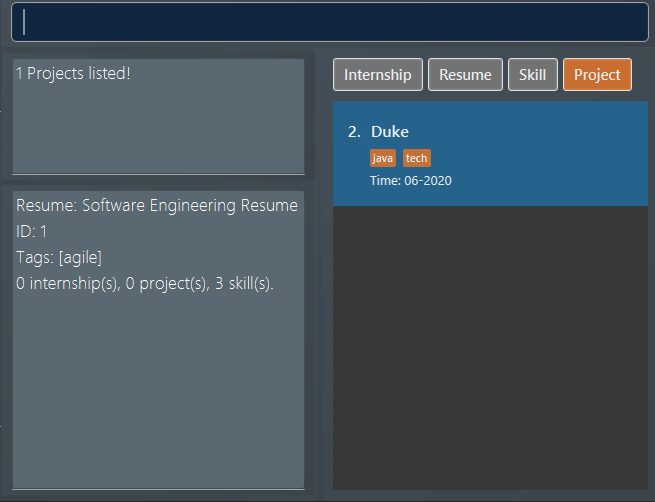 1 Projects listed!
Resume: Software Engineering Resume
ID: 1
Tags: [agile]
0 internship(s), 0 project(s), 3 skill(s).
Internship Resume Skill Project
2. Duke
java tech
Time: 06-2020